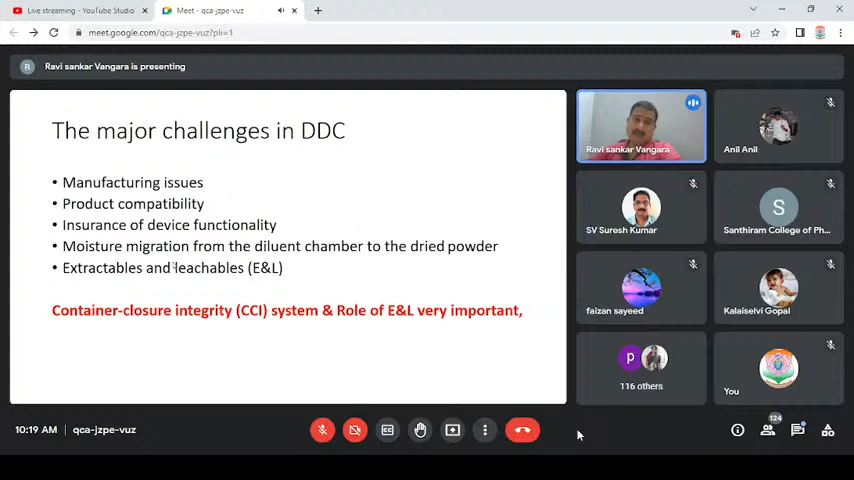 Live streaming - YouTube Studio
Meet - qca-jzpe-vuz
meet.google.com/qca-jzpe-vuz?pli=1
R
Ravi sankar Vangara is presenting
The major challenges in DDC
• Manufacturing issues
• Product compatibility
• Insurance of device functionality
• Moisture migration from the diluent chamber to the dried powder
• Extractables and leachables (E&L)
Container-closure integrity (CCI) system & Role of E&L very important,
Ravi sankar Vangara
Anil Anil
SV Suresh Kumar
S
Santhiram College of Ph...
faizan sayeed
Kalaiselvi Gopal
p
116 others
You
10:19 AM | qca-jzpe-vuz
124